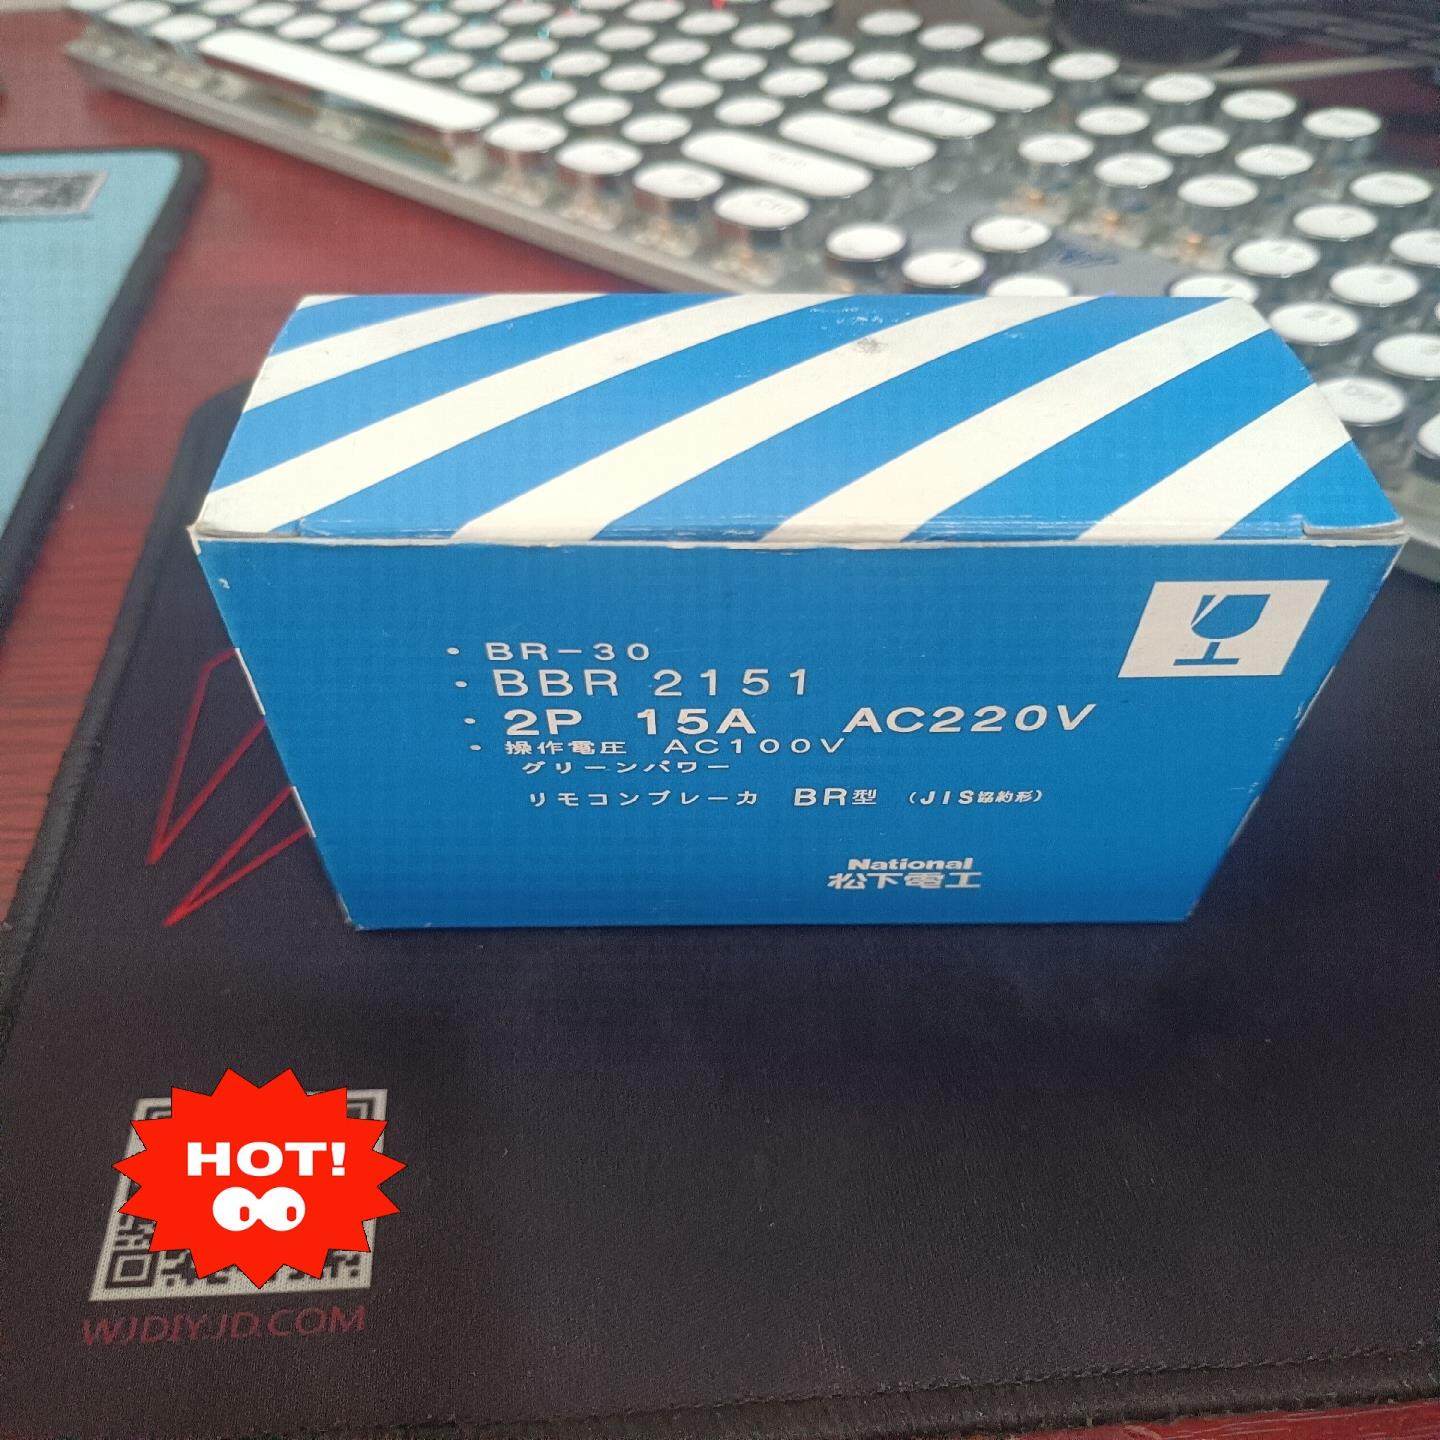 ・BR-30
・BBR 2151
・2P 15A AC220V
・操作電圧 AC100V
グリーンパワー
リモコンブレーカ BR型 (JIS協約形)
National
松下電工
HOT!
WJDIYJD.COM